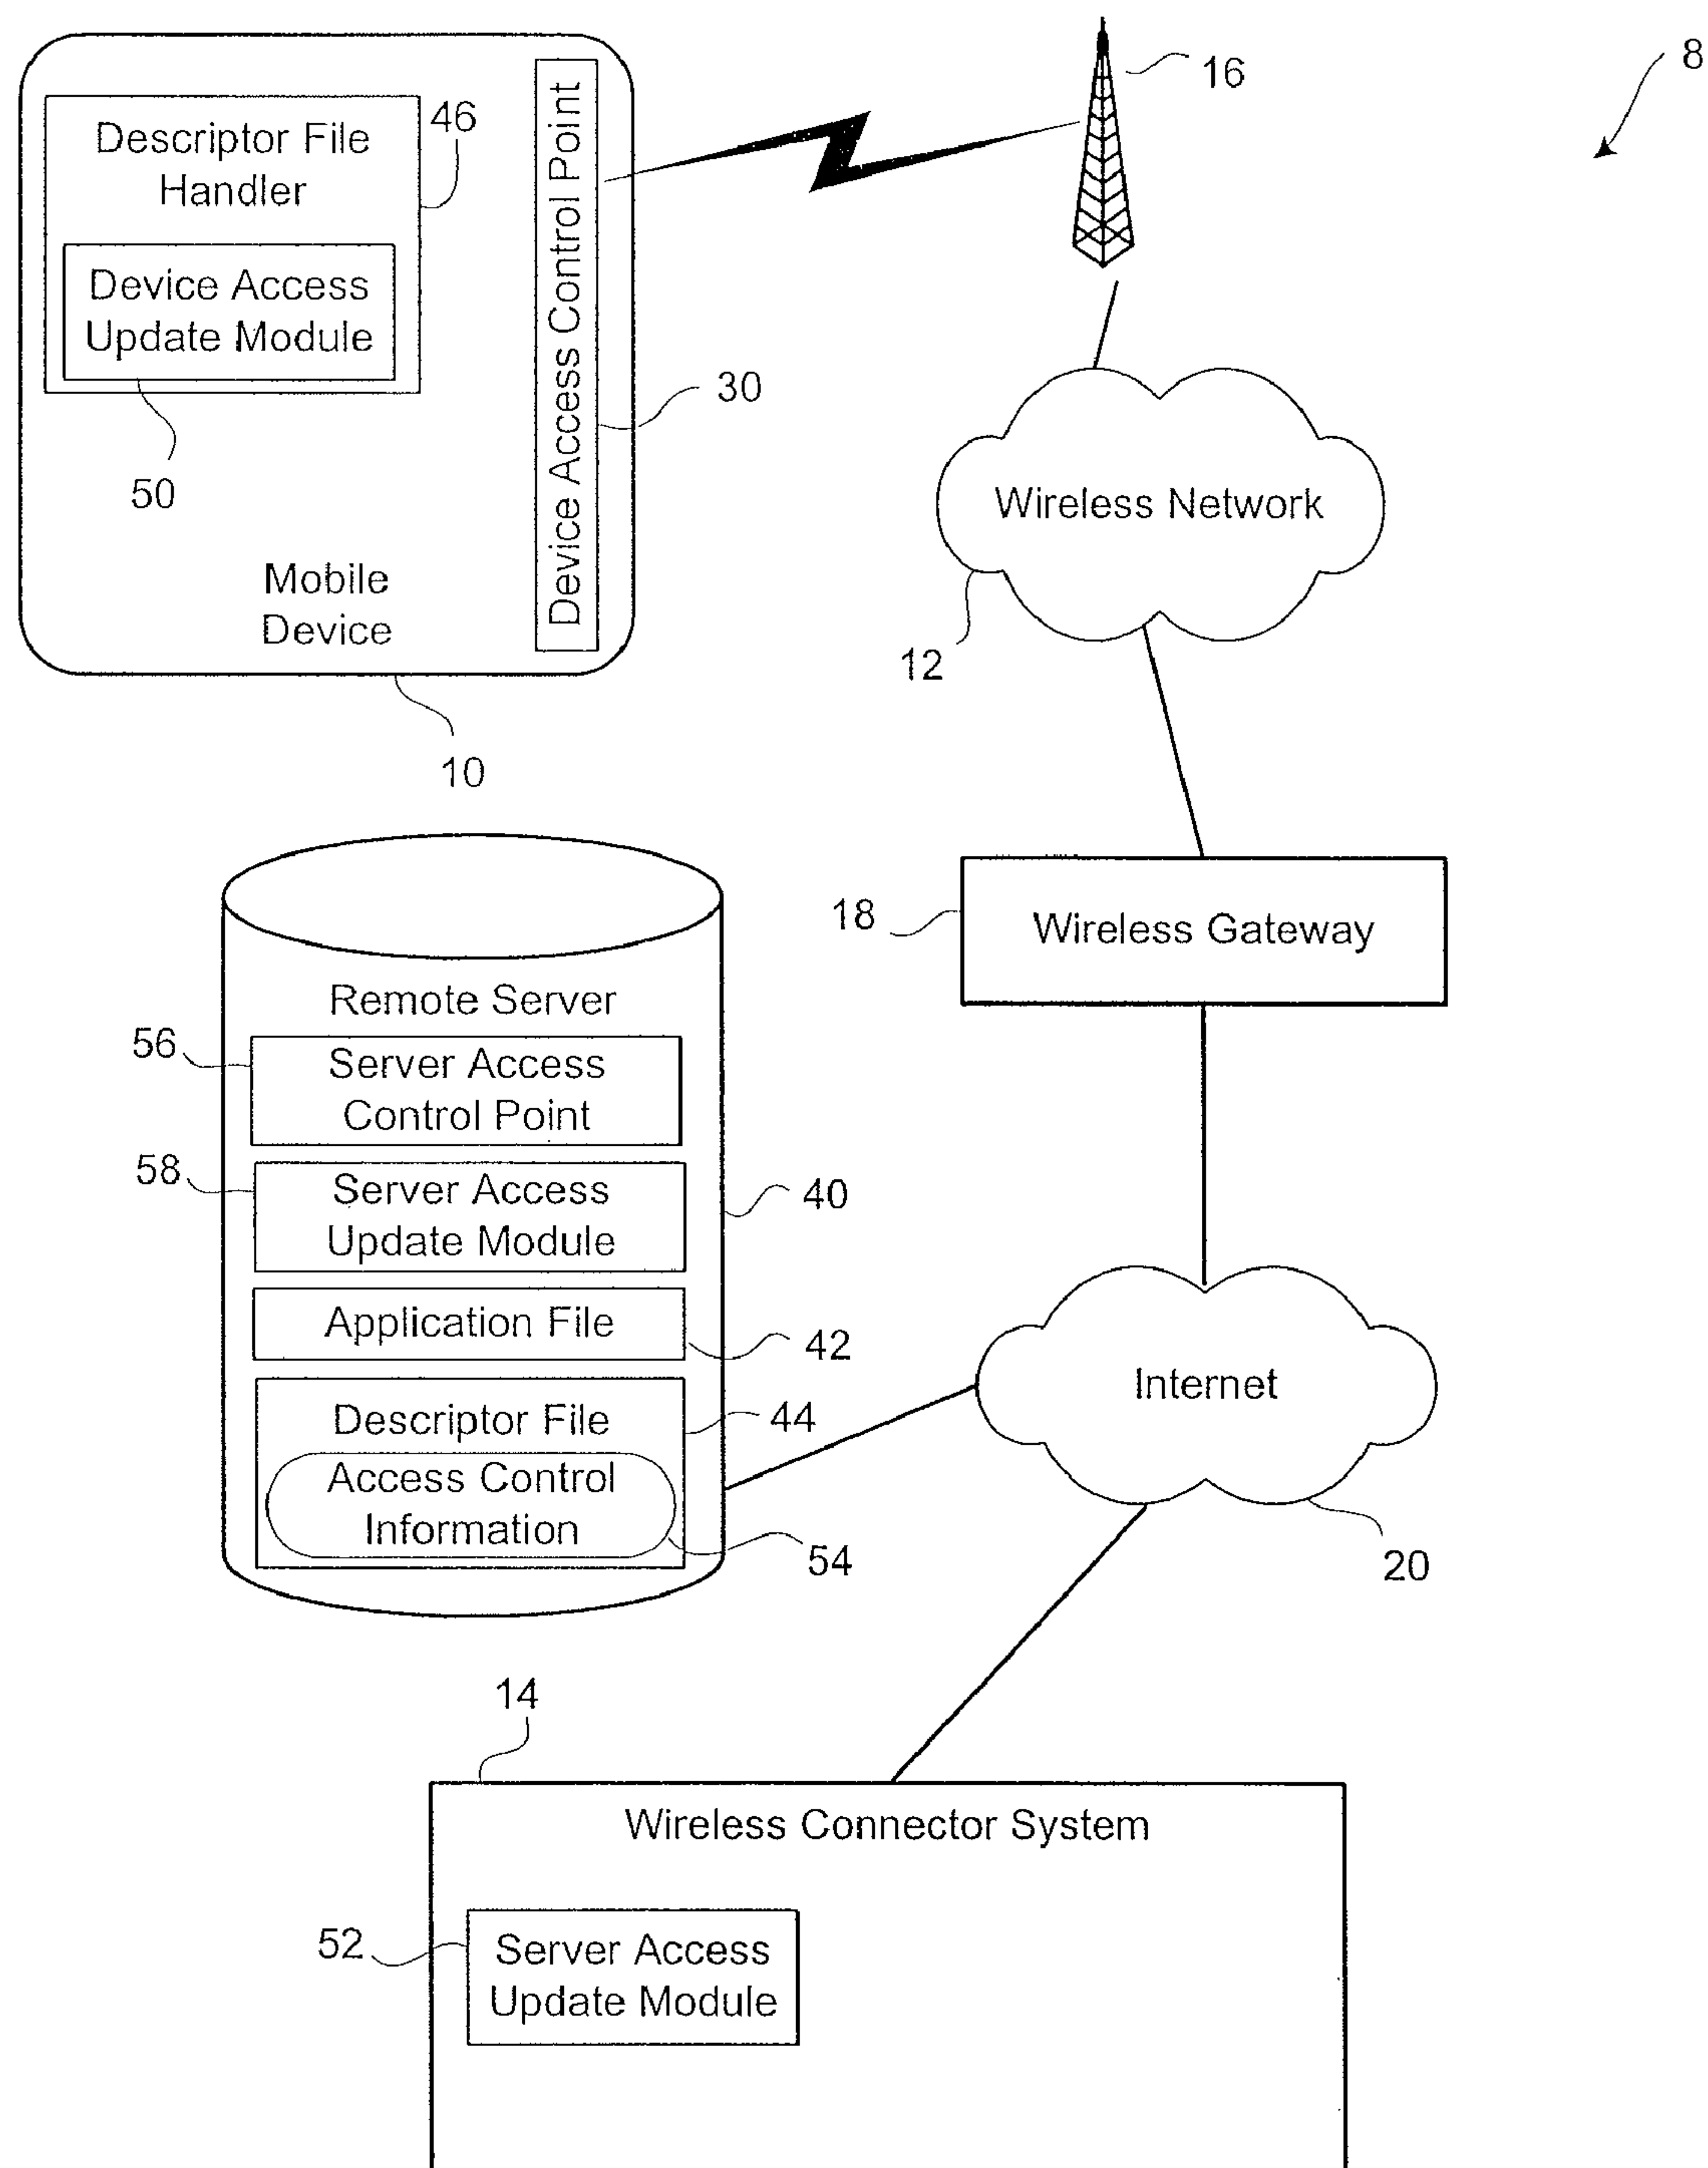 8
16
46
Descriptor File
Handler
Device Access
Update Module
50
Device Access Control Point
30
Mobile
Device
10
Wireless Network
12
18
Wireless Gateway
Remote Server
56
Server Access
Control Point
58
Server Access
Update Module
40
Application File
42
Descriptor File
44
Access Control
Information
54
Internet
20
14
Wireless Connector System
52
Server Access
Update Module